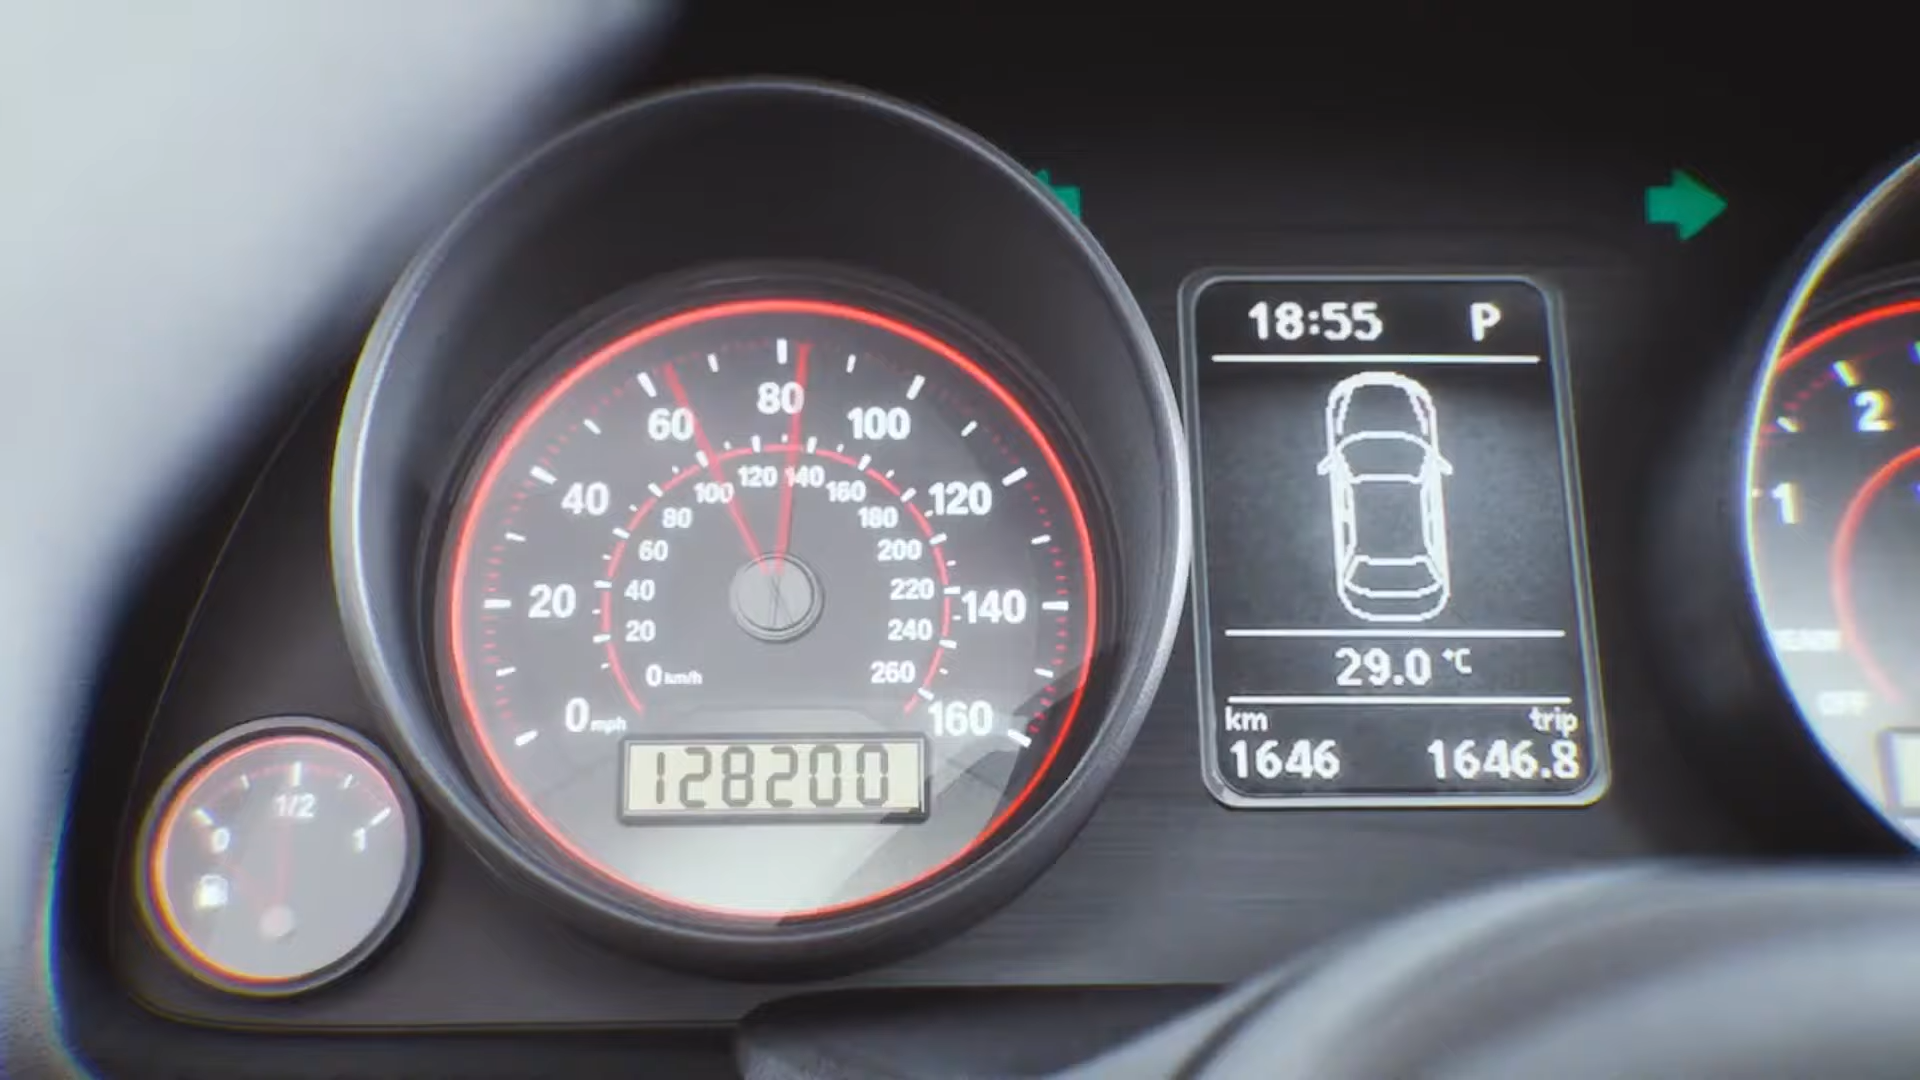 18:55 P
80
60 100
120 140
100 160
40 120
80 180
60 200
20 40 220 140
20 240
0 km/h 260
0 mph 160
29.0 °C
km trip
1646 1646.8
128200
1/2
0 1
2
1